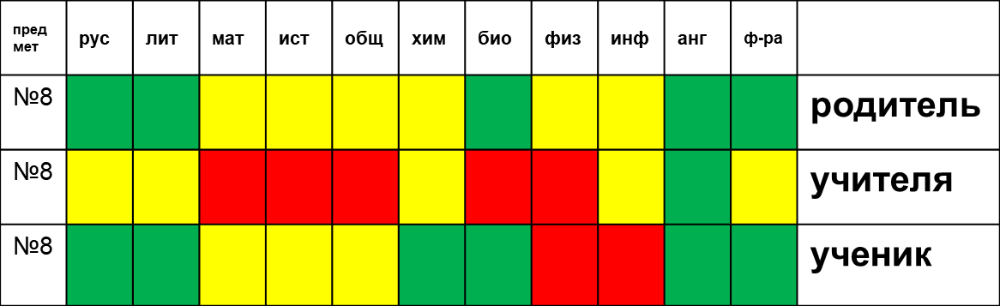 пред
мет
рус лит мат ист общ хим био физ инф анг ф-ра
№8 родитель
№8 учителя
№8 ученик